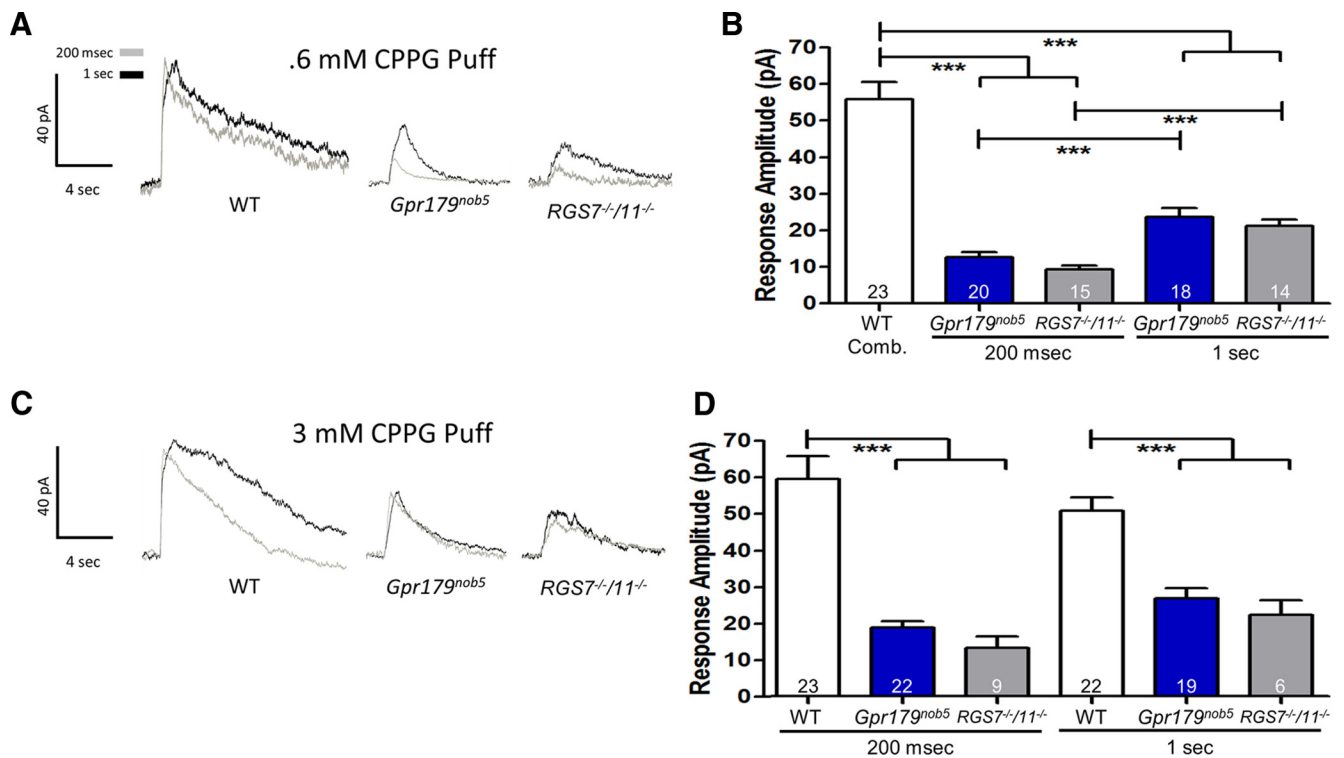 A
200 msec
1 sec
.6 mM CPPG Puff
40 pA
4 sec
WT
Gpr179nob5
RGS7-/-/11-/-
B
Response Amplitude (pA)
70
60
50
40
30
20
10
0
***
***
***
***
23
20
15
18
14
WT
Comb.
Gpr179nob5
RGS7-/-/11-/-
Gpr179nob5
RGS7-/-/11-/-
200 msec
1 sec
C
3 mM CPPG Puff
40 pA
4 sec
WT
Gpr179nob5
RGS7-/-/11-/-
D
Response Amplitude (pA)
70
60
50
40
30
20
10
0
***
***
23
22
9
22
19
6
WT
Gpr179nob5
RGS7-/-/11-/-
WT
Gpr179nob5
RGS7-/-/11-/-
200 msec
1 sec